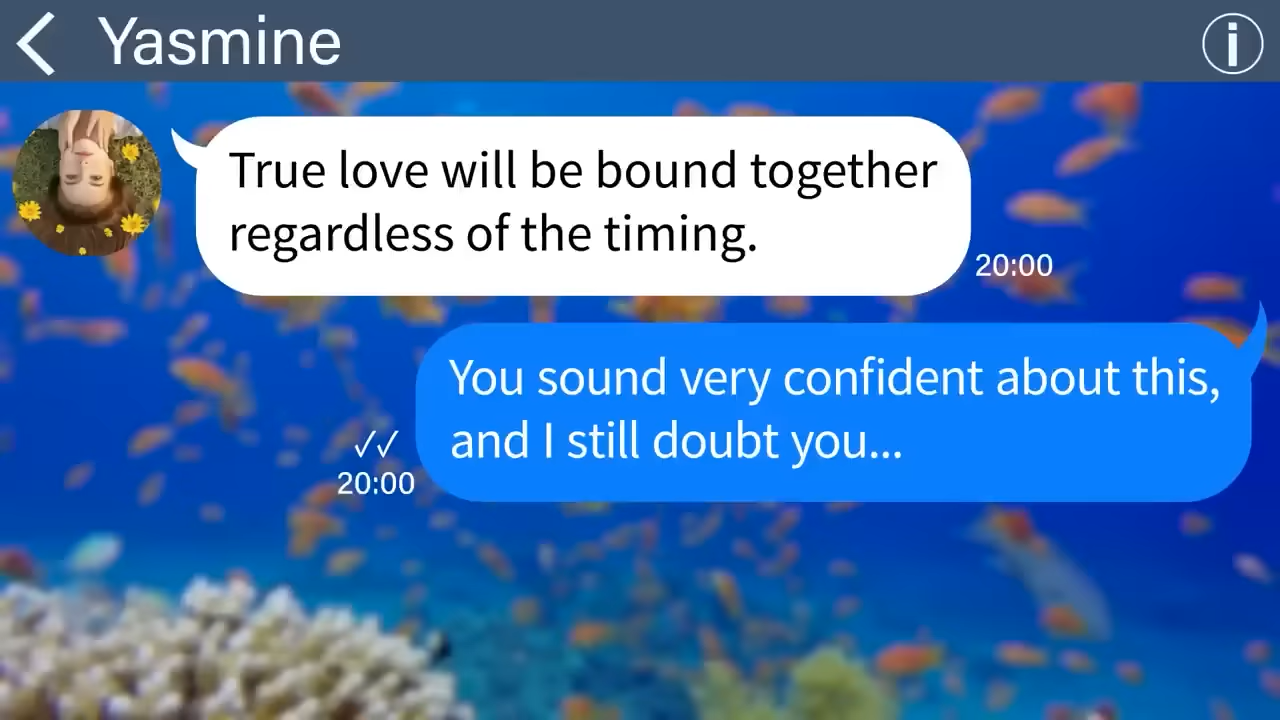 Yasmine
True love will be bound together
regardless of the timing.
20:00
You sound very confident about this,
and I still doubt you...
20:00